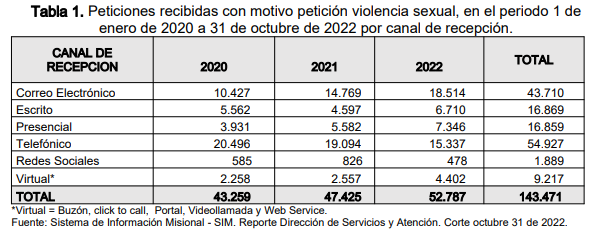 Tabla 1. Peticiones recibidas con motivo petición violencia sexual, en el periodo 1 de
enero de 2020 a 31 de octubre de 2022 por canal de recepción.
CANAL DE RECEPCION 2020 2021 2022 TOTAL
Correo Electrónico 10.427 14.769 18.514 43.710
Escrito 5.562 4.597 6.710 16.869
Presencial 3.931 5.582 7.346 16.859
Telefónico 20.496 19.094 15.337 54.927
Redes Sociales 585 826 478 1.889
Virtual* 2.258 2.557 4.402 9.217
TOTAL 43.259 47.425 52.787 143.471
*Virtual = Buzón, click to call, Portal, Videollamada y Web Service.
Fuente: Sistema de Información Misional - SIM. Reporte Dirección de Servicios y Atención. Corte octubre 31 de 2022.